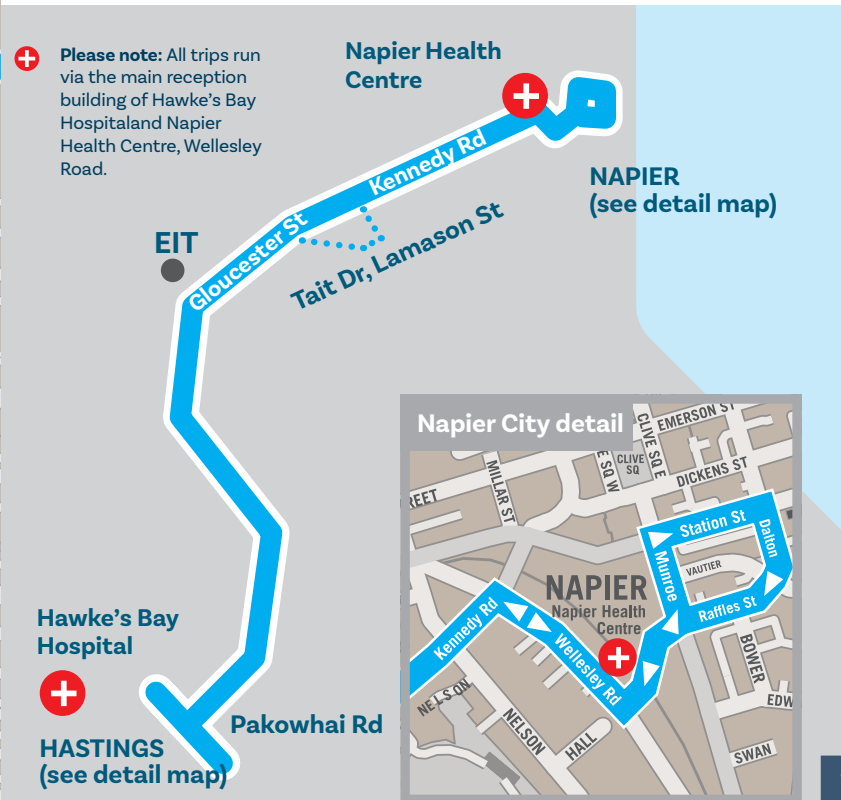 Please note: All trips run
via the main reception
building of Hawke's Bay
Hospitaland Napier
Health Centre, Wellesley
Road.
Napier Health
Centre
Kennedy Rd
NAPIER
(see detail map)
Gloucester St
Tait Dr, Lamason St
EIT
Hawke's Bay
Hospital
HASTINGS
(see detail map)
Pakowhai Rd
Napier City detail
EMERSON ST
CLIVE SQ E
E SQ W
CLIVE
SQ
DICKENS ST
MILLAR ST
REET
Station St
Dalton
Munroe
VAUTIER
Raffles St
NAPIER
Napier Health
Centre
Kennedy Rd
Wellesley Rd
BOWER
EDW
NELSON
NELSON
HALL
SWAN